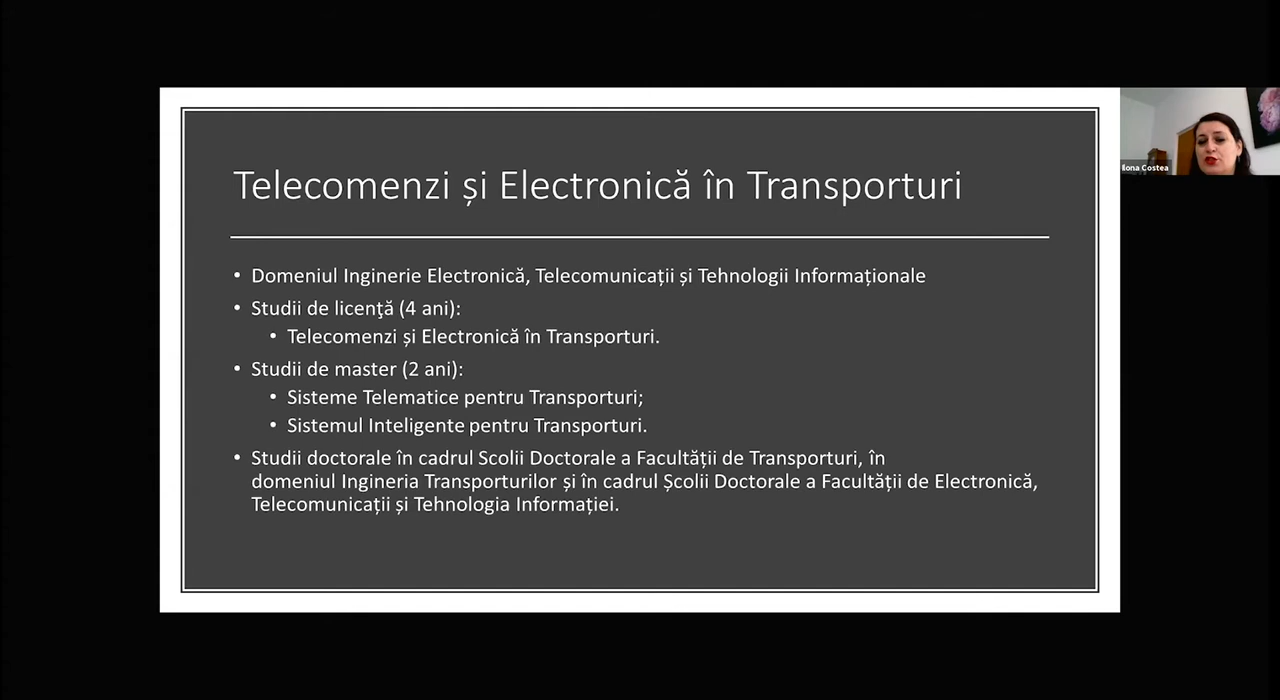 Telecomenzi și Electronică în Transporturi
• Domeniul Inginerie Electronică, Telecomunicații și Tehnologii Informaționale
• Studii de licenţă (4 ani):
• Telecomenzi și Electronică în Transporturi.
• Studii de master (2 ani):
• Sisteme Telematice pentru Transporturi;
• Sistemul Inteligente pentru Transporturi.
• Studii doctorale în cadrul Scolii Doctorale a Facultății de Transporturi, în
domeniul Ingineria Transporturilor și în cadrul Școlii Doctorale a Facultății de Electronică,
Telecomunicații și Tehnologia Informației.
Ilona Costea